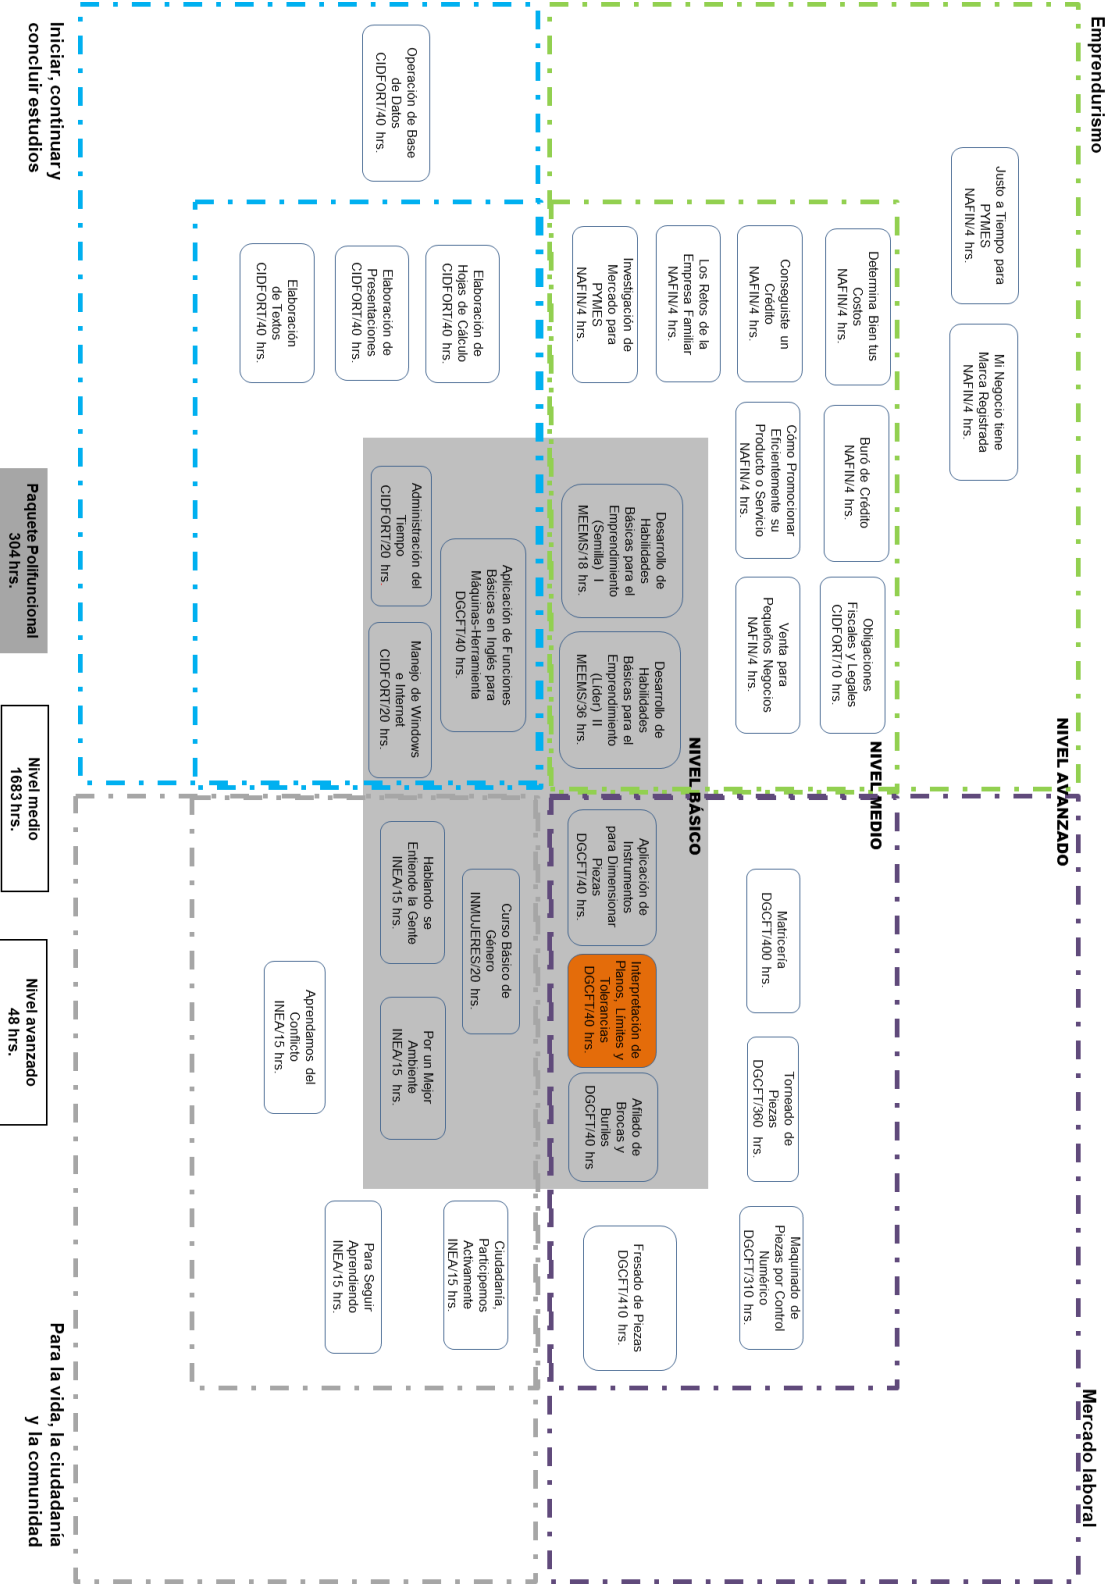 Emprendurismo
Mercado laboral
NIVEL AVANZADO
Justo a Tiempo para
PYMES
NAFIN/4 hrs.
Mi Negocio tiene
Marca Registrada
NAFIN/4 hrs.
NIVEL MEDIO
Determina Bien tus
Costos
NAFIN/4 hrs.
Buró de Crédito
NAFIN/4 hrs.
Obligaciones
Fiscales y Legales
CIDFORT/10 hrs.
Conseguiste un
Crédito
NAFIN/4 hrs.
Cómo Promocionar
Eficientemente su
Producto o Servicio
NAFIN/4 hrs.
Venta para
Pequeños Negocios
NAFIN/4 hrs.
Matricería
DGCFT/400 hrs.
Torneado de
Piezas
DGCFT/360 hrs.
Maquinado de
Piezas por Control
Numérico
DGCFT/310 hrs.
Los Retos de la
Empresa Familiar
NAFIN/4 hrs.
NIVEL BÁSICO
Investigación de
Mercado para
PYMES
NAFIN/4 hrs.
Desarrollo de
Habilidades
Básicas para el
Emprendimiento
(Semilla) I
MEEMS/18 hrs.
Desarrollo de
Habilidades
Básicas para el
Emprendimiento
(Líder) II
MEEMS/36 hrs.
Aplicación de
Instrumentos
para Dimensionar
Piezas
DGCFT/40 hrs.
Interpretación de
Planos, Límites y
Tolerancias
DGCFT/40 hrs.
Afilado de
Brocas y
Buriles
DGCFT/40 hrs
Fresado de Piezas
DGCFT/410 hrs.
Operación de Base
de Datos
CIDFORT/40 hrs.
Elaboración de
Hojas de Cálculo
CIDFORT/40 hrs.
Aplicación de Funciones
Básicas en Inglés para
Máquinas-Herramienta
DGCFT/40 hrs.
Curso Básico de
Género
INMUJERES/20 hrs.
Ciudadanía,
Participemos
Activamente
INEA/15 hrs.
Elaboración de
Presentaciones
CIDFORT/40 hrs.
Administración del
Tiempo
CIDFORT/20 hrs.
Manejo de Windows
e Internet
CIDFORT/20 hrs.
Hablando se
Entiende la Gente
INEA/15 hrs.
Por un Mejor
Ambiente
INEA/15 hrs.
Para Seguir
Aprendiendo
INEA/15 hrs.
Elaboración
de Textos
CIDFORT/40 hrs.
Aprendamos del
Conflicto
INEA/15 hrs.
Iniciar, continuar y
concluir estudios
Para la vida, la ciudadanía
y la comunidad
Paquete Polifuncional
304 hrs.
Nivel medio
1683 hrs.
Nivel avanzado
48 hrs.